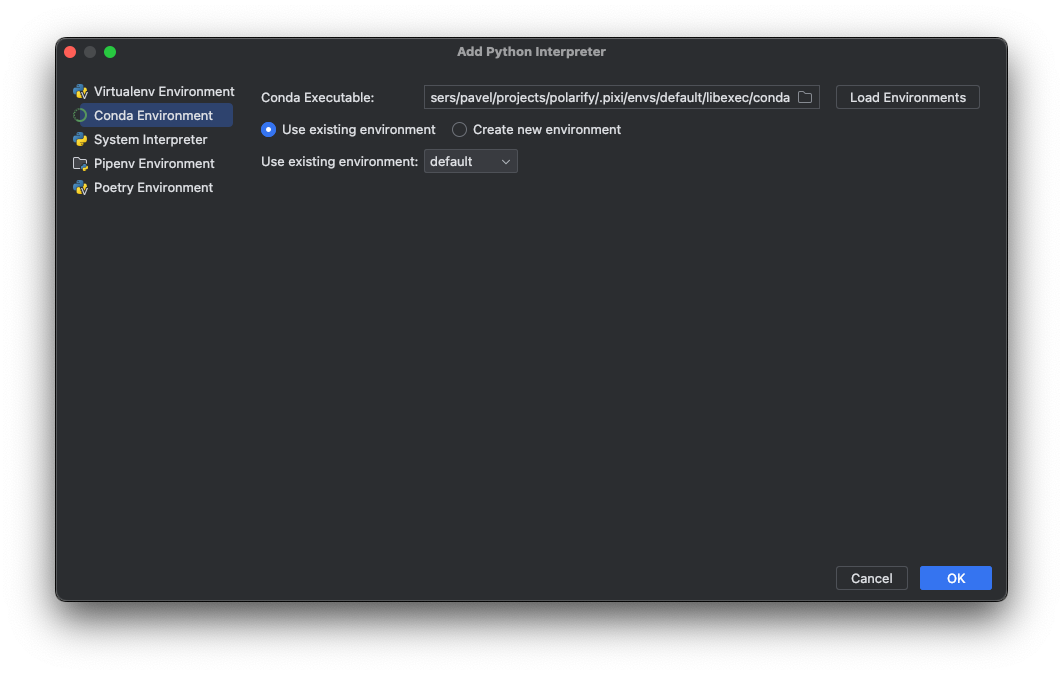 Add Python Interpreter
Virtualenv Environment
Conda Environment
System Interpreter
Pipenv Environment
Poetry Environment
Conda Executable: sers/pavel/projects/polarify/.pixi/envs/default/libexec/conda Load Environments
Use existing environment Create new environment
Use existing environment: default
Cancel OK